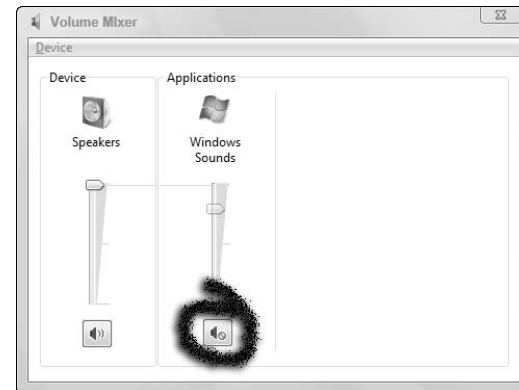 Volume Mixer
Device
Device
Applications
Speakers
Windows
Sounds